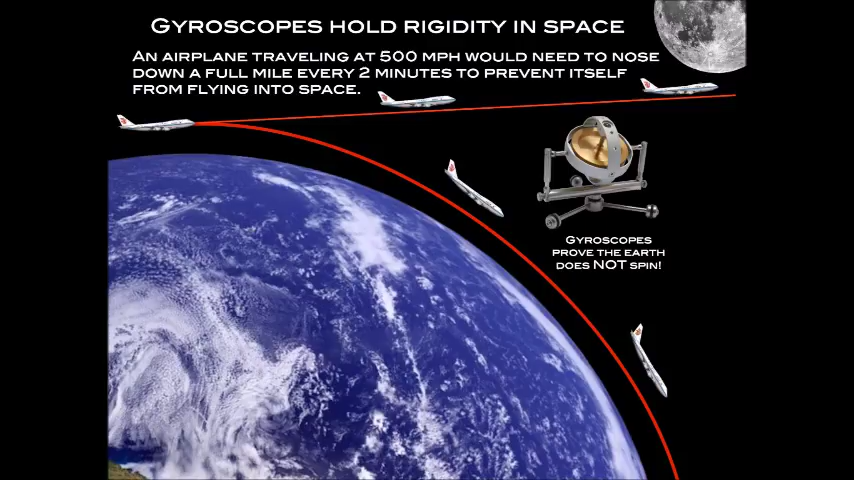 Gyroscopes hold rigidity in space
An airplane traveling at 500 mph would need to nose
down a full mile every 2 minutes to prevent itself
from flying into space.
Gyroscopes
prove the earth
does NOT spin!